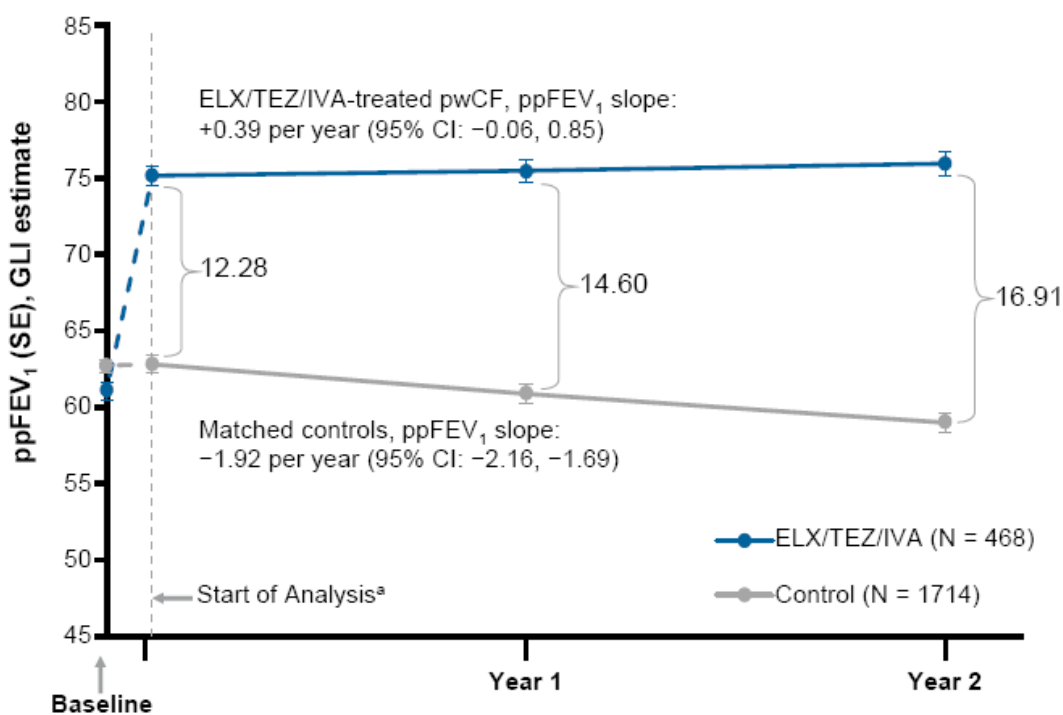 85
80
75
70
65
60
55
50
45
ppFEV₁ (SE), GLI estimate
ELX/TEZ/IVA-treated pwCF, ppFEV₁ slope:
+0.39 per year (95% CI: −0.06, 0.85)
12.28
14.60
16.91
Matched controls, ppFEV₁ slope:
−1.92 per year (95% CI: −2.16, −1.69)
ELX/TEZ/IVA (N = 468)
Control (N = 1714)
Start of Analysisᵃ
Year 1
Year 2
Baseline